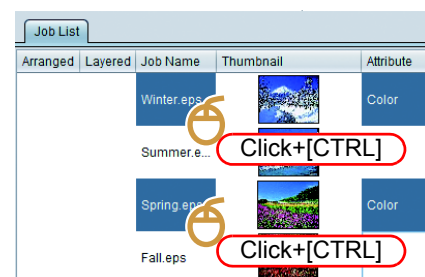 Job List
Arranged Layered Job Name Thumbnail Attribute
Winter.eps Color
Summer.e...
Click+[CTRL]
Spring.eps Color
Click+[CTRL]
Fall.eps